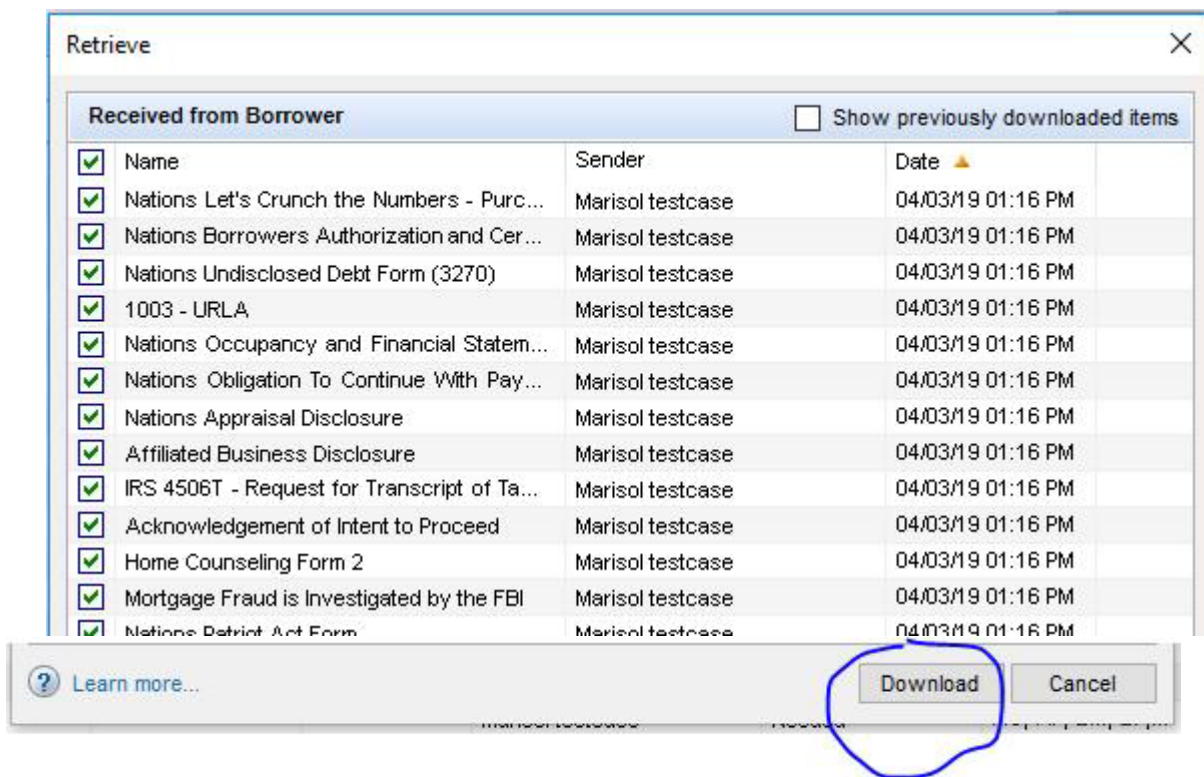 Retrieve
Received from Borrower Show previously downloaded items
Name Sender Date
Nations Let's Crunch the Numbers - Purc... Marisol testcase 04/03/19 01:16 PM
Nations Borrowers Authorization and Cer... Marisol testcase 04/03/19 01:16 PM
Nations Undisclosed Debt Form (3270) Marisol testcase 04/03/19 01:16 PM
1003 - URLA Marisol testcase 04/03/19 01:16 PM
Nations Occupancy and Financial Statem... Marisol testcase 04/03/19 01:16 PM
Nations Obligation To Continue With Pay... Marisol testcase 04/03/19 01:16 PM
Nations Appraisal Disclosure Marisol testcase 04/03/19 01:16 PM
Affiliated Business Disclosure Marisol testcase 04/03/19 01:16 PM
IRS 4506T - Request for Transcript of Ta... Marisol testcase 04/03/19 01:16 PM
Acknowledgement of Intent to Proceed Marisol testcase 04/03/19 01:16 PM
Home Counseling Form 2 Marisol testcase 04/03/19 01:16 PM
Mortgage Fraud is Investigated by the FBI Marisol testcase 04/03/19 01:16 PM
Nations Patriot Act Form Marisol testcase 04/03/19 01:16 PM
? Learn more... Download Cancel